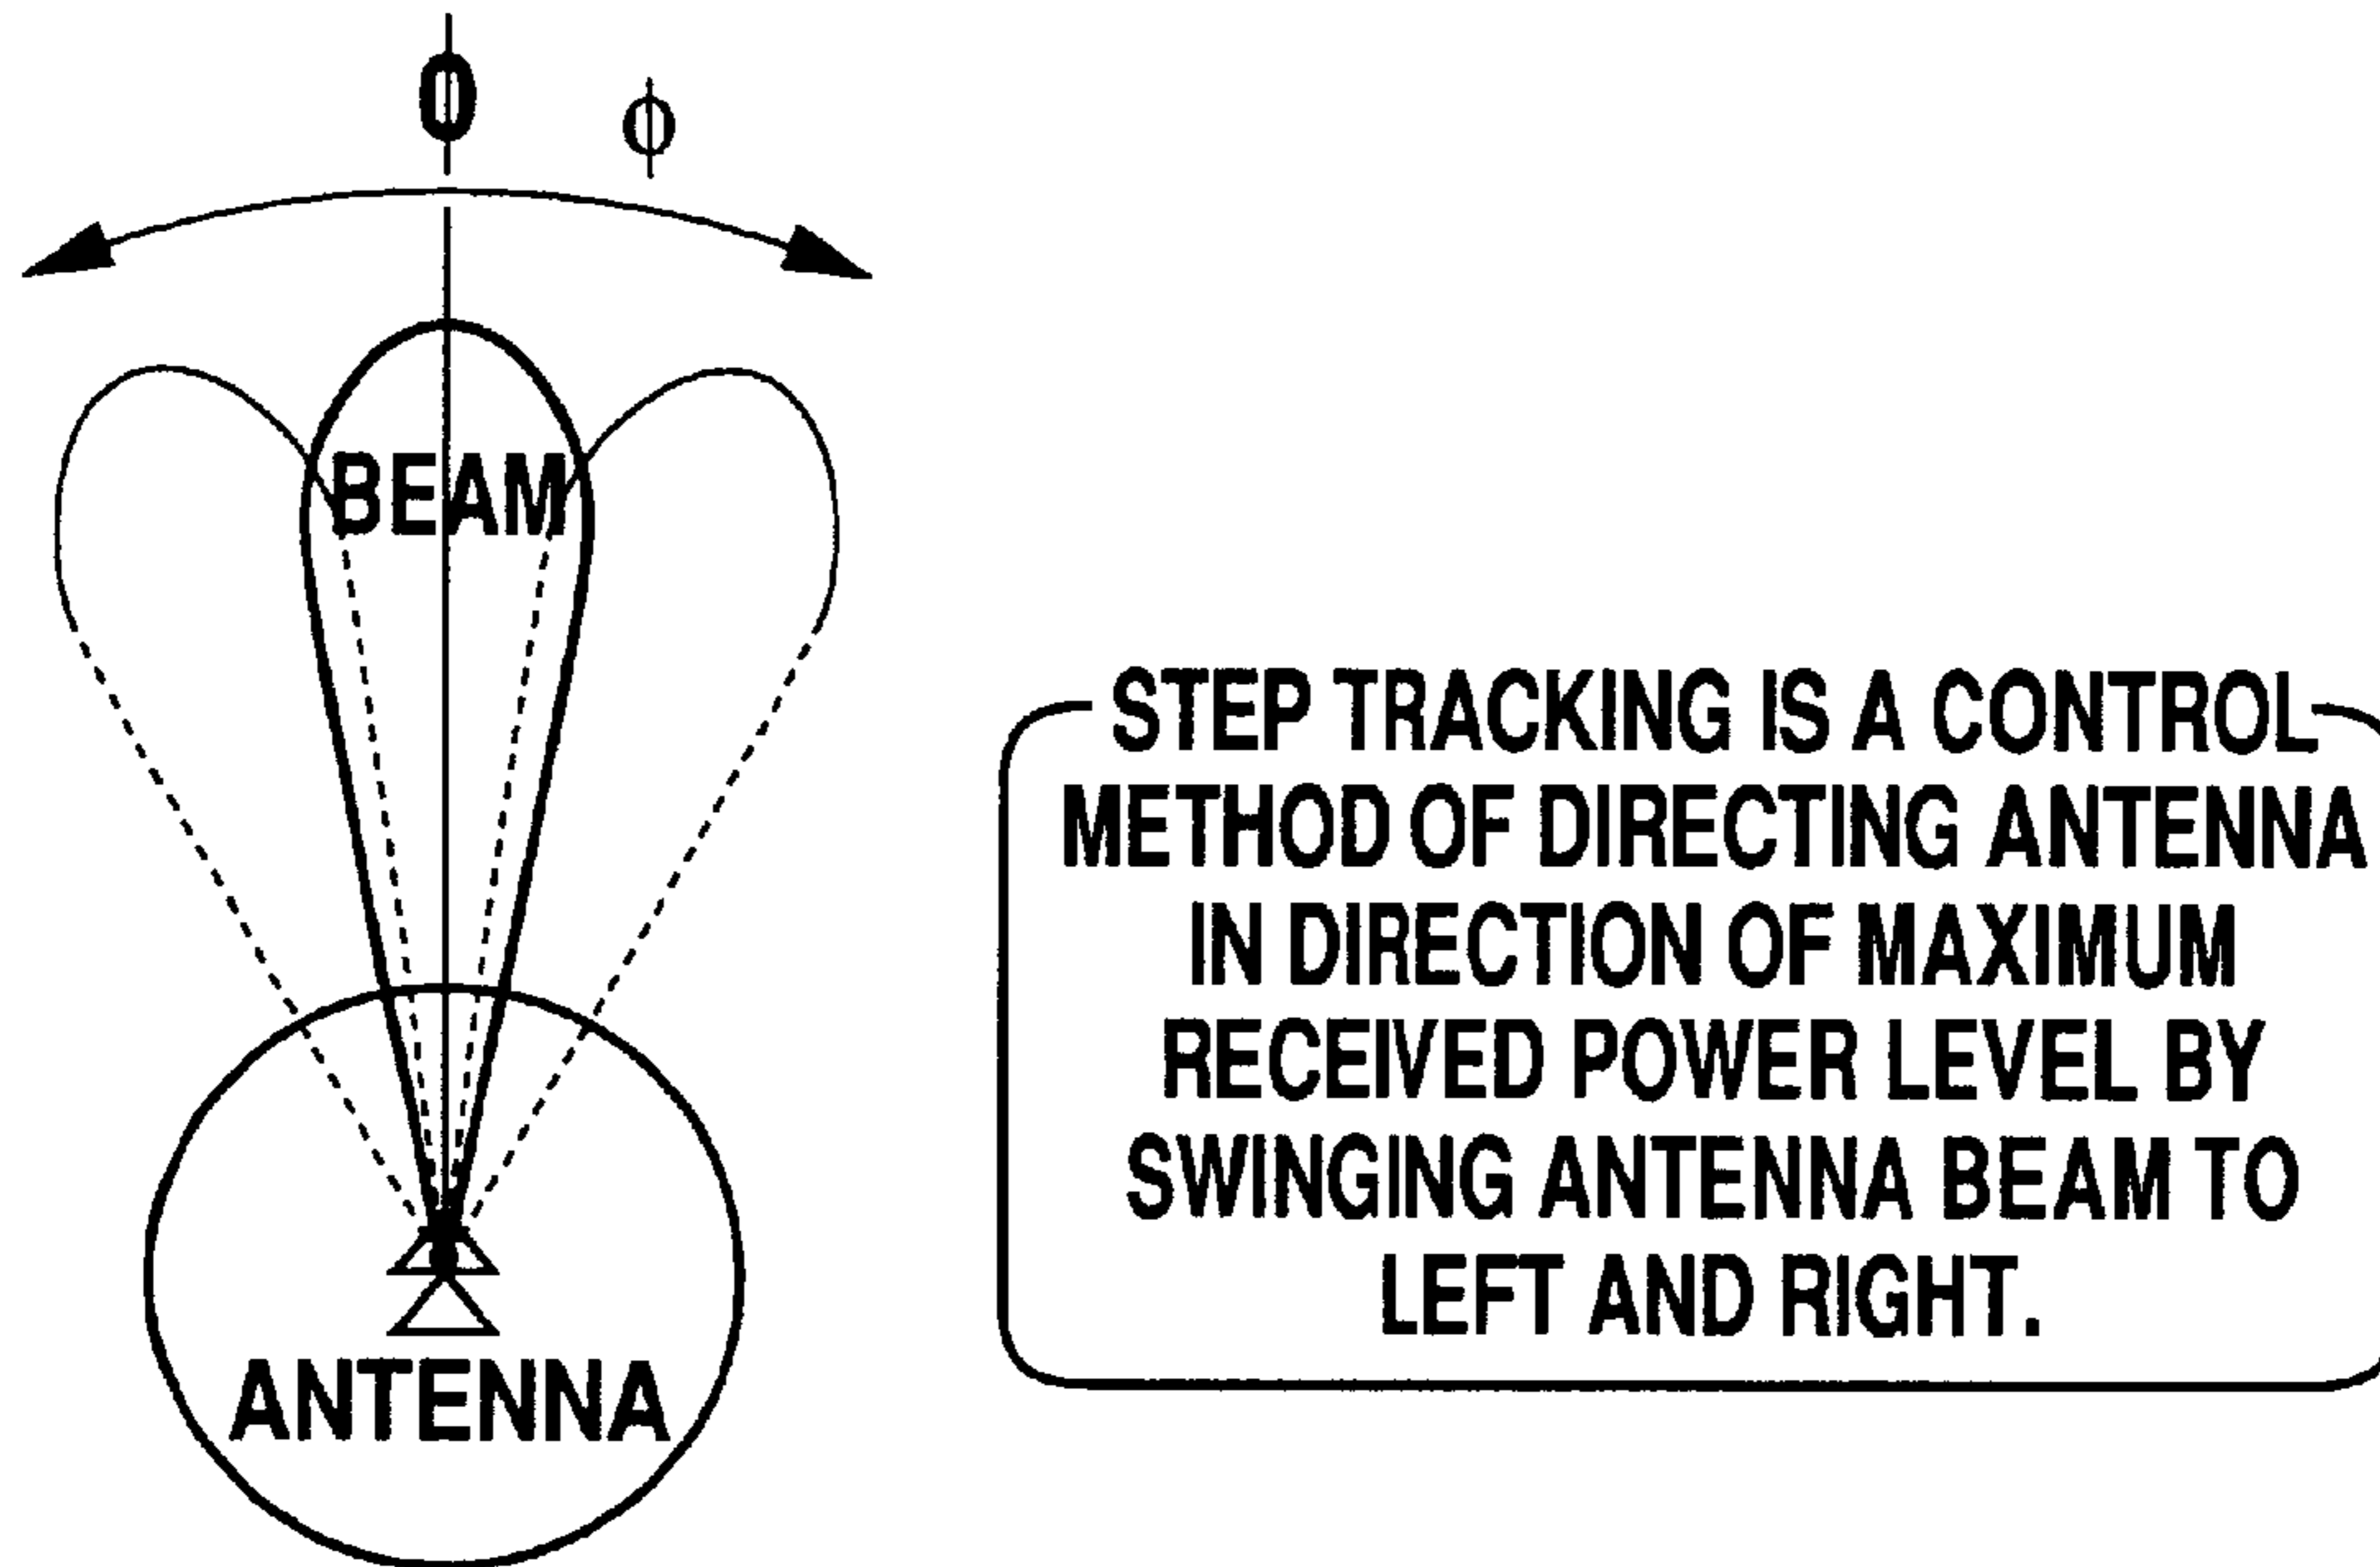 0
ϕ
BEAM
ANTENNA
STEP TRACKING IS A CONTROL
METHOD OF DIRECTING ANTENNA
IN DIRECTION OF MAXIMUM
RECEIVED POWER LEVEL BY
SWINGING ANTENNA BEAM TO
LEFT AND RIGHT.